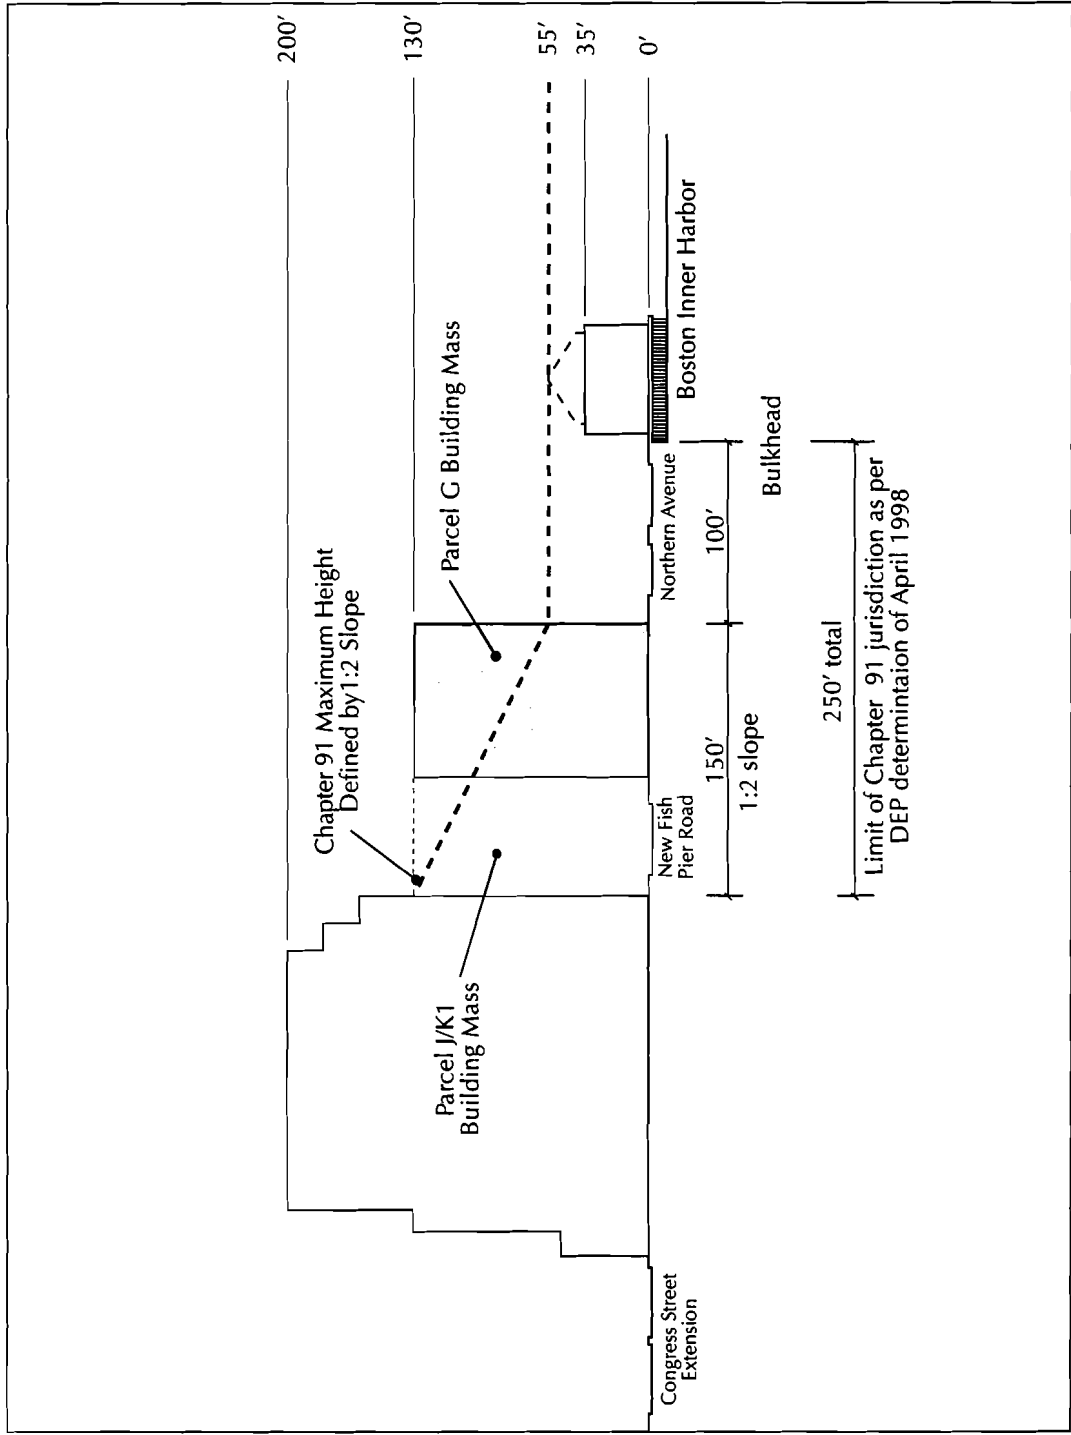 200'
130'
55'
35'
0'
Chapter 91 Maximum Height
Defined by1:2 Slope
Parcel G Building Mass
Parcel J/K1
Building Mass
Congress Street
Extension
New Fish
Pier Road
Northern Avenue
Boston Inner Harbor
150'
100'
1:2 slope
Bulkhead
250' total
Limit of Chapter 91 jurisdiction as per
DEP determintaion of April 1998